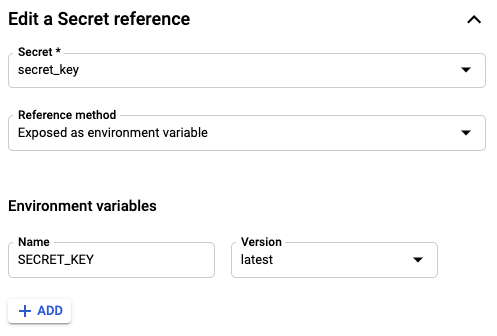 Edit a Secret reference
Secret *
secret_key
Reference method
Exposed as environment variable
Environment variables
Name
SECRET_KEY
Version
latest
+ ADD